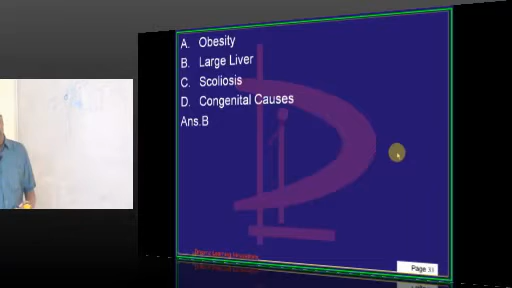 A. Obesity
B. Large Liver
C. Scoliosis
D. Congenital Causes
Ans.B
Page 31